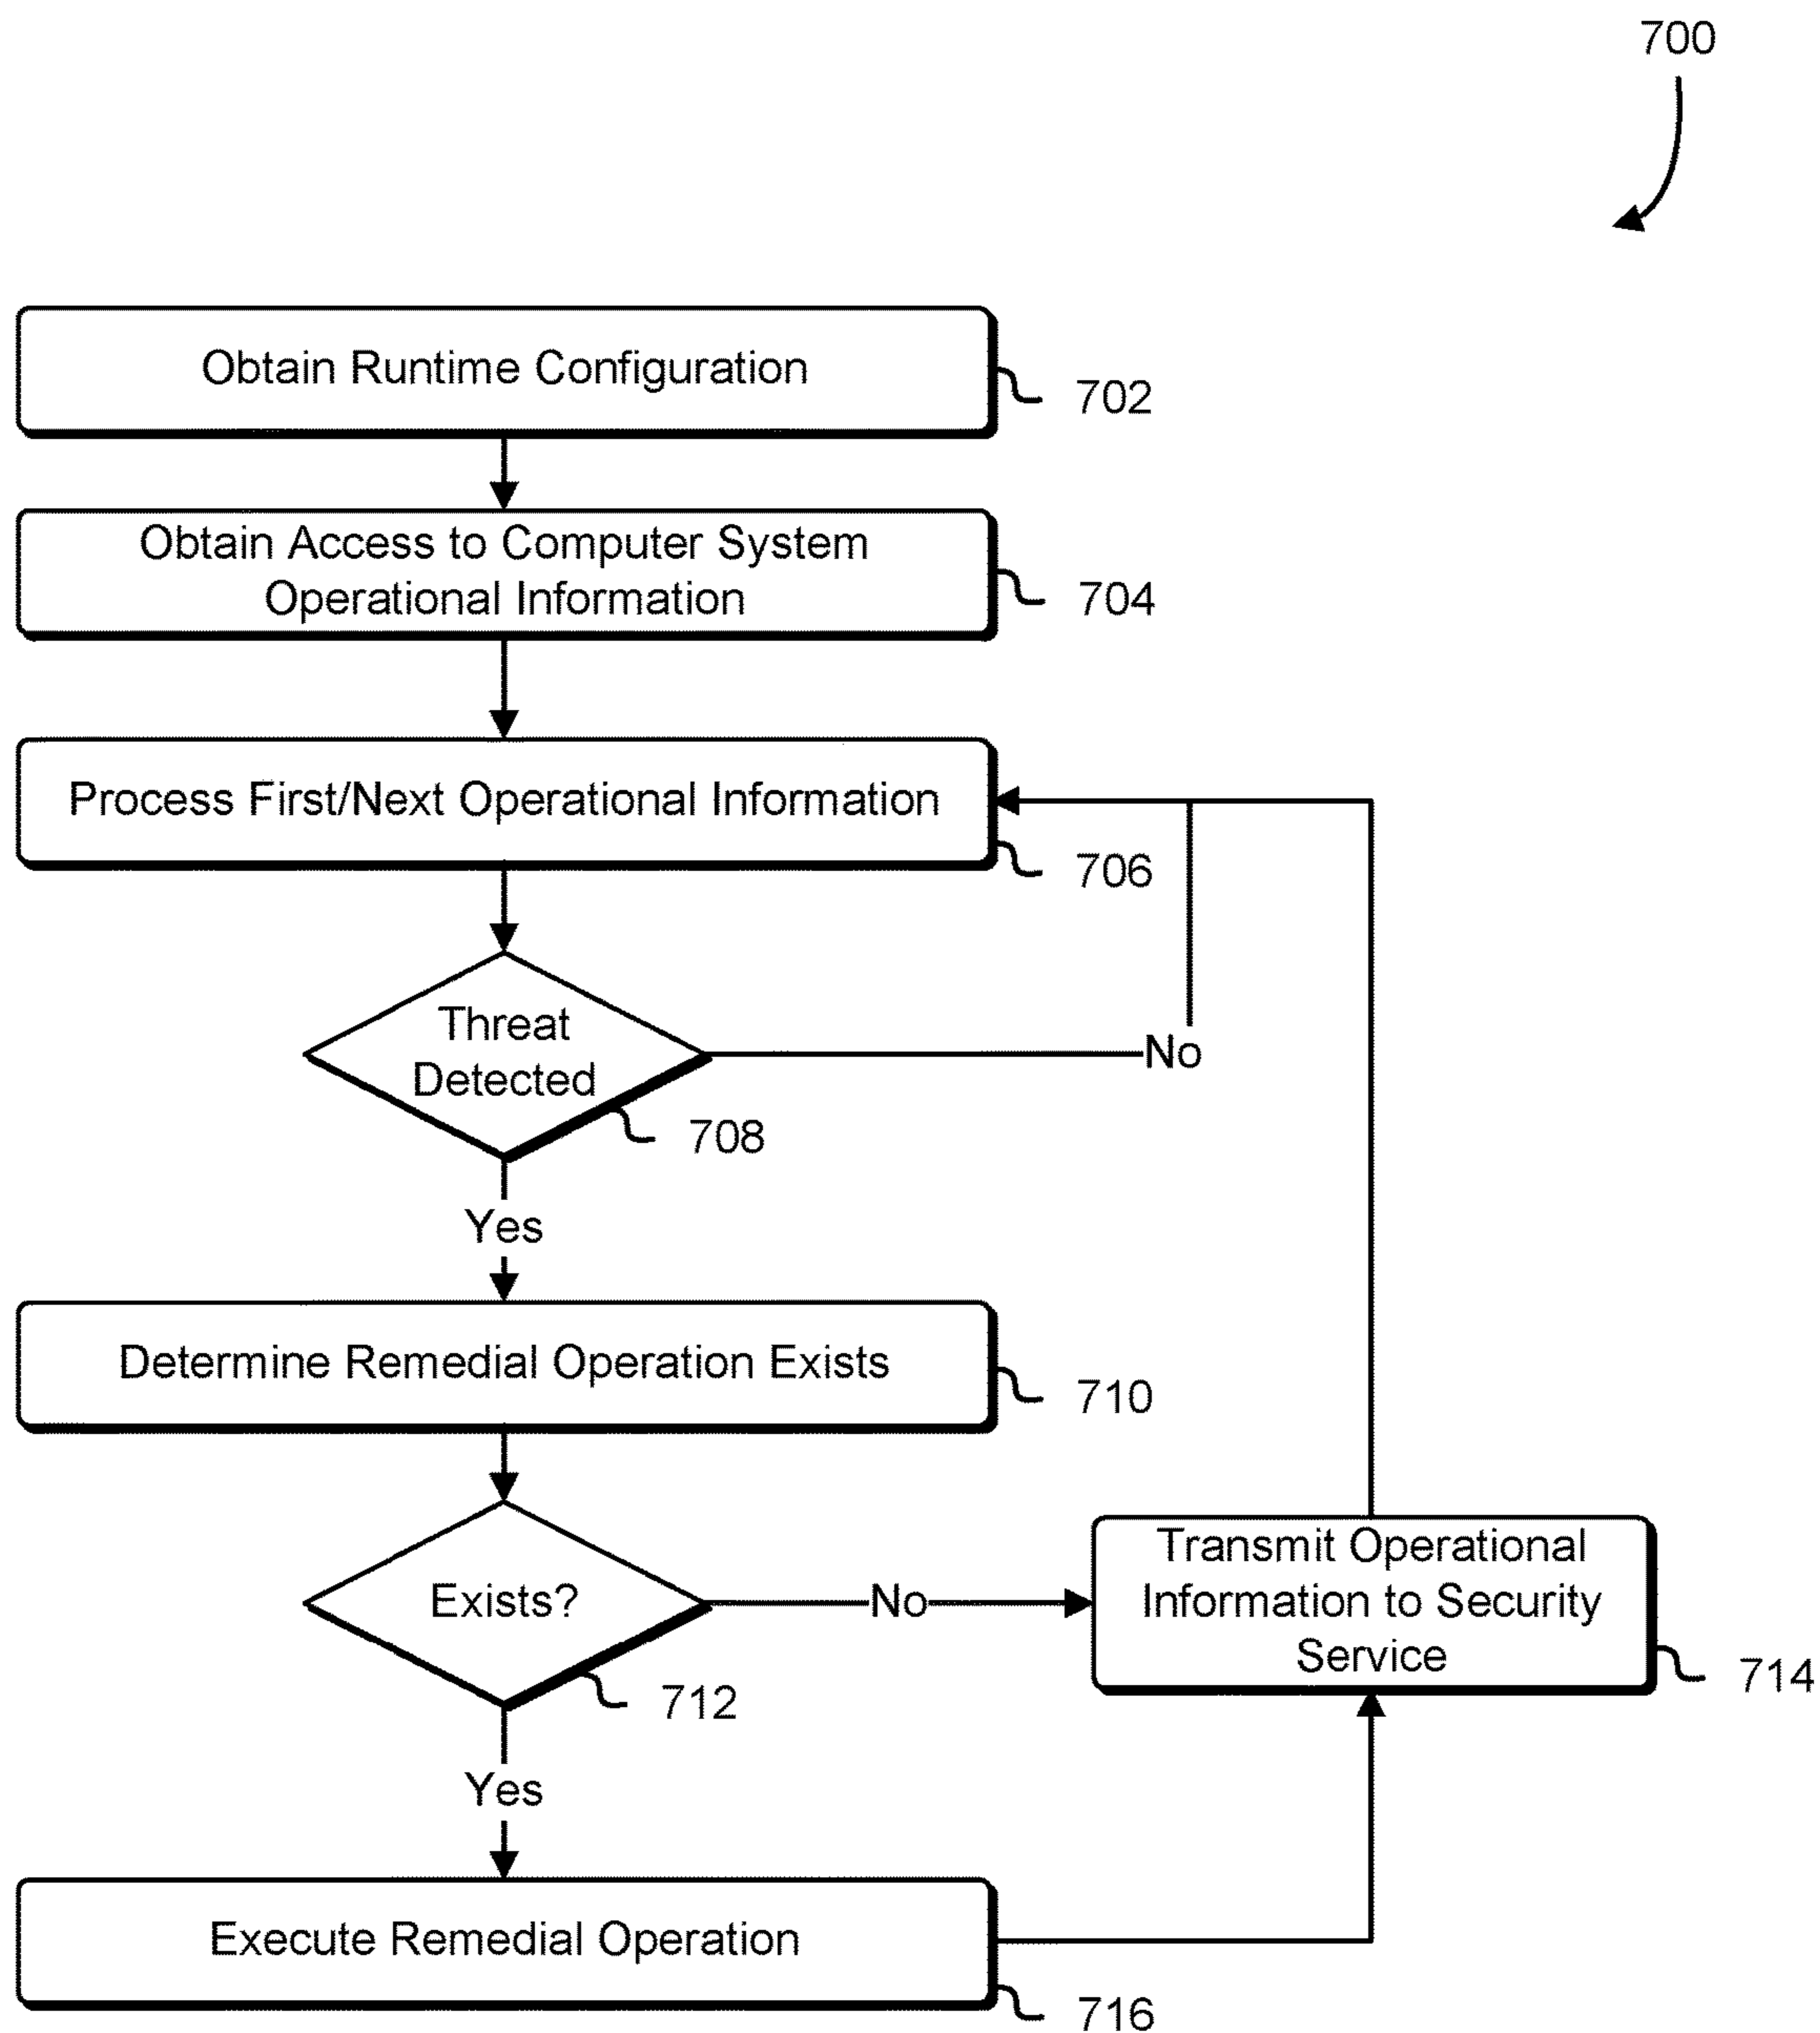 700
Obtain Runtime Configuration
702
Obtain Access to Computer System
Operational Information
704
Process First/Next Operational Information
706
Threat
Detected
No
708
Yes
Determine Remedial Operation Exists
710
Exists?
No
Transmit Operational
Information to Security
Service
714
712
Yes
Execute Remedial Operation
716